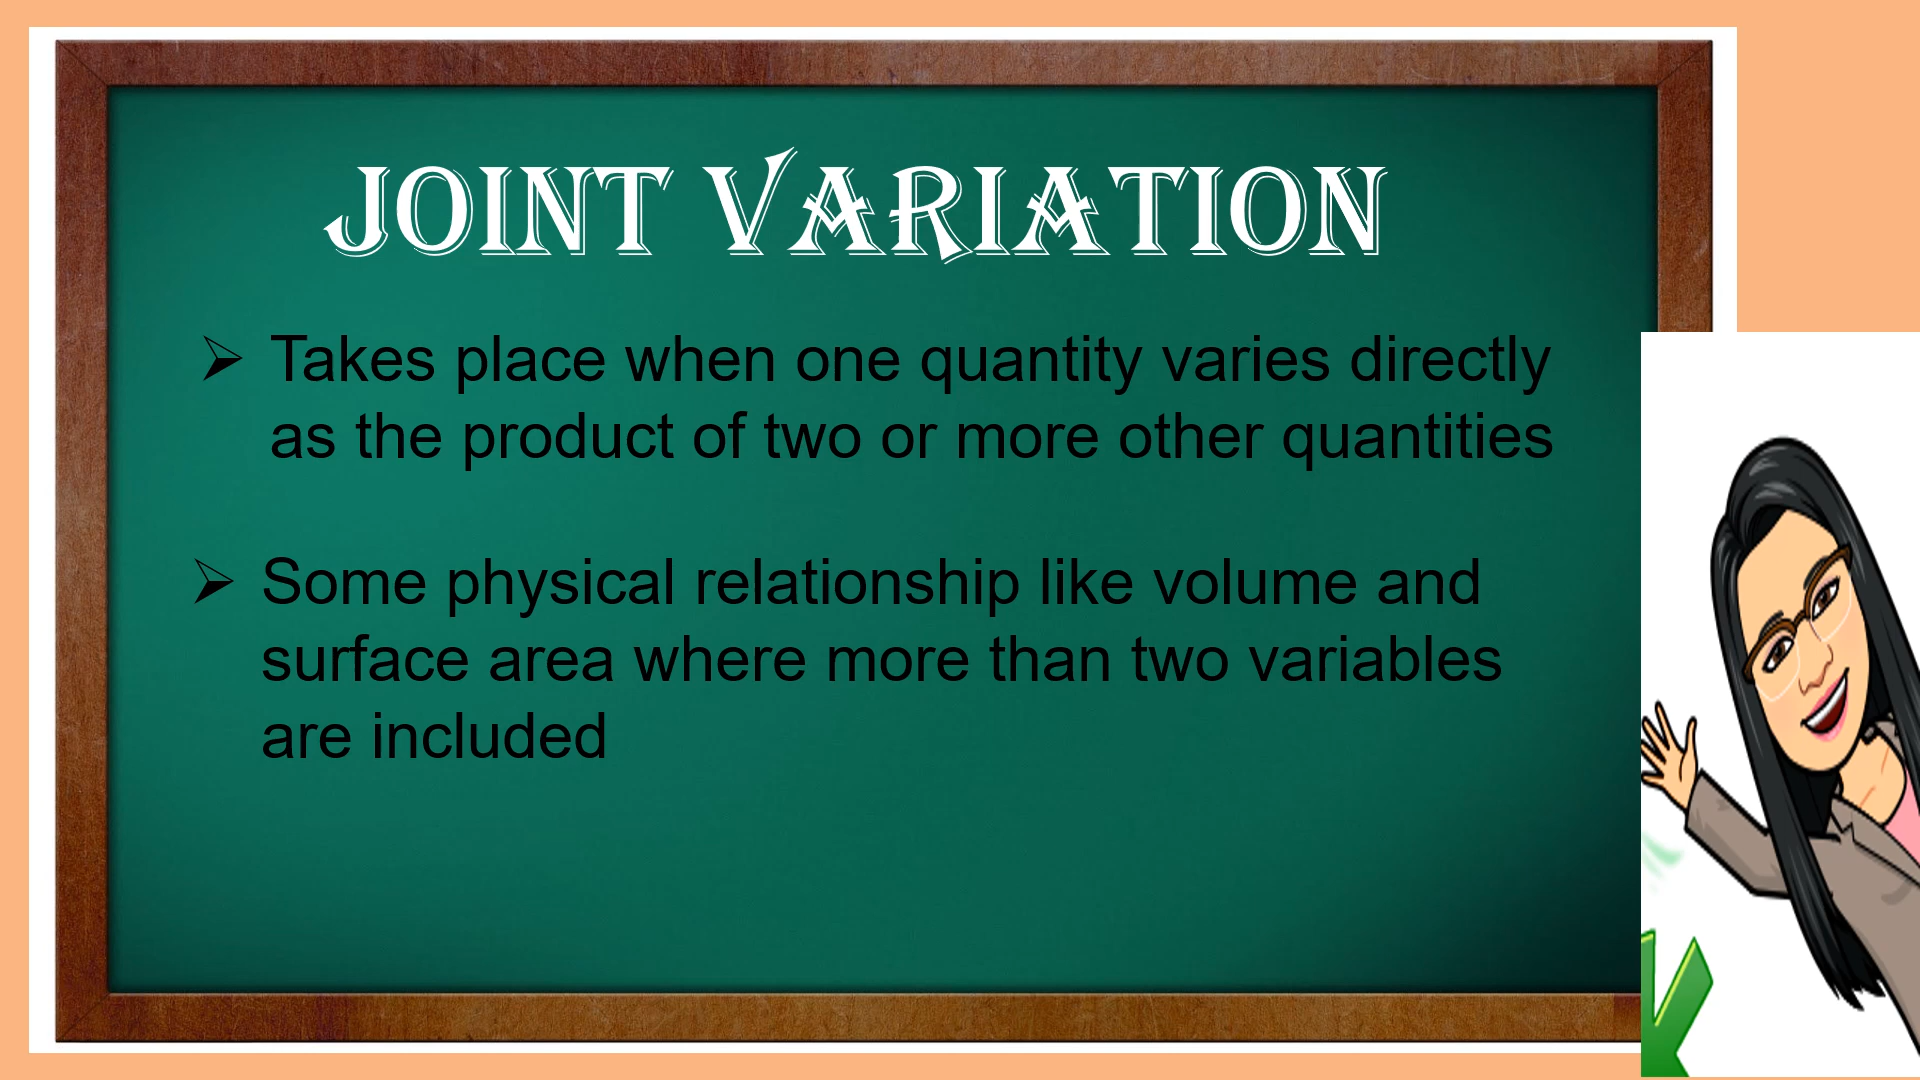 JOINT VARIATION
➢ Takes place when one quantity varies directly
as the product of two or more other quantities
➢ Some physical relationship like volume and
surface area where more than two variables
are included